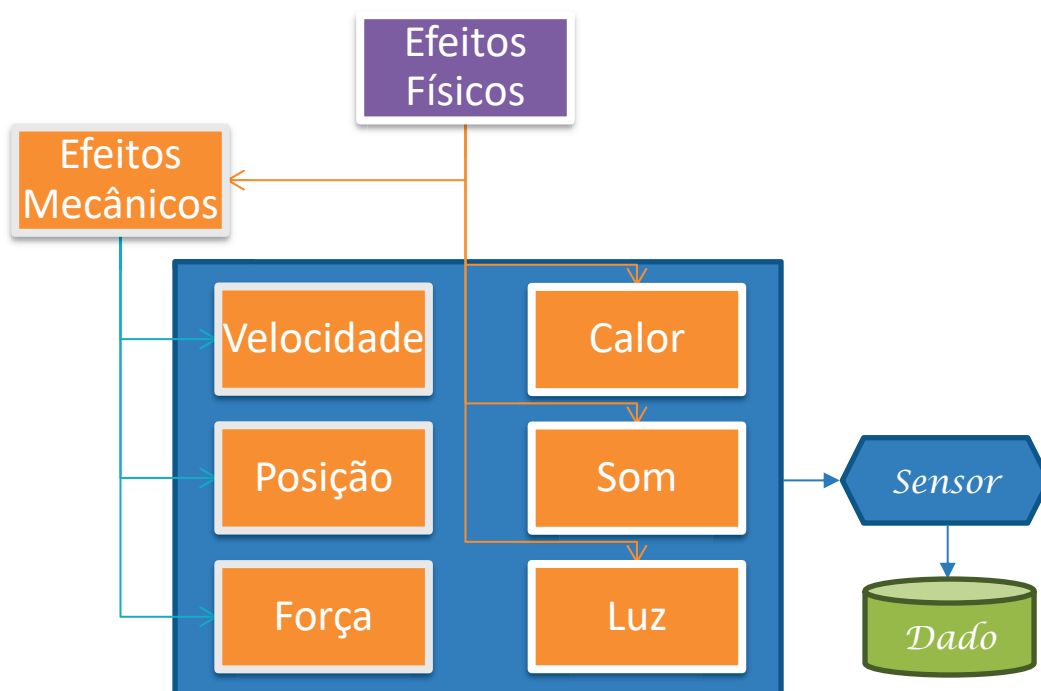 Efeitos
Físicos
Efeitos
Mecânicos
Velocidade
Calor
Posição
Som
Sensor
Força
Luz
Dado